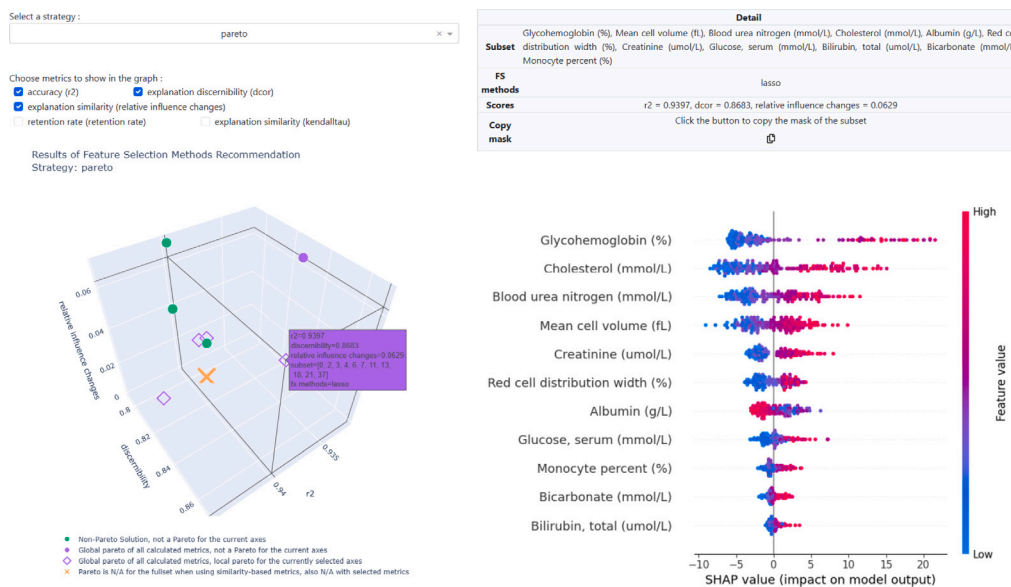 Select a strategy :
pareto
Choose metrics to show in the graph :
accuracy (r2)
explanation discernibility (dcor)
explanation similarity (relative influence changes)
retention rate (retention rate)
explanation similarity (kendalltau)
Detail
Subset
Glycohemoglobin (%), Mean cell volume (fL), Blood urea nitrogen (mmol/L), Cholesterol (mmol/L), Albumin (g/L), Red
distribution width (%), Creatinine (umol/L), Glucose, serum (mmol/L), Bilirubin, total (umol/L), Bicarbonate
Monocyte percent (%)
FS
methods
lasso
Scores
r2 = 0.9397, dcor = 0.8683, relative influence changes = 0.0629
Copy
mask
Click the button to copy the mask of the subset
Results of Feature Selection Methods Recommendation
Strategy: pareto
relative influence changes
0.06
0.04
0.02
0
discernibility
0.8
0.82
0.84
0.86
r2
0.94
0.935
r2=0.9397
discernibility=0.8683
relative influence changes=0.0629
subset=[0, 2, 3, 4, 6, 7, 11, 13,
18, 21, 37]
fs methods=lasso
Non-Pareto Solution, not a Pareto for the current axes
Global pareto of all calculated metrics, not a Pareto for the current axes
Global pareto of all calculated metrics, local pareto for the currently selected axes
Pareto is N/A for the fullset when using similarity-based metrics, also N/A with selected metrics
Glycohemoglobin (%)
Cholesterol (mmol/L)
Blood urea nitrogen (mmol/L)
Mean cell volume (fL)
Creatinine (umol/L)
Red cell distribution width (%)
Albumin (g/L)
Glucose, serum (mmol/L)
Monocyte percent (%)
Bicarbonate (mmol/L)
Bilirubin, total (umol/L)
−10 −5 0 5 10 15 20
SHAP value (impact on model output)
High
Feature value
Low